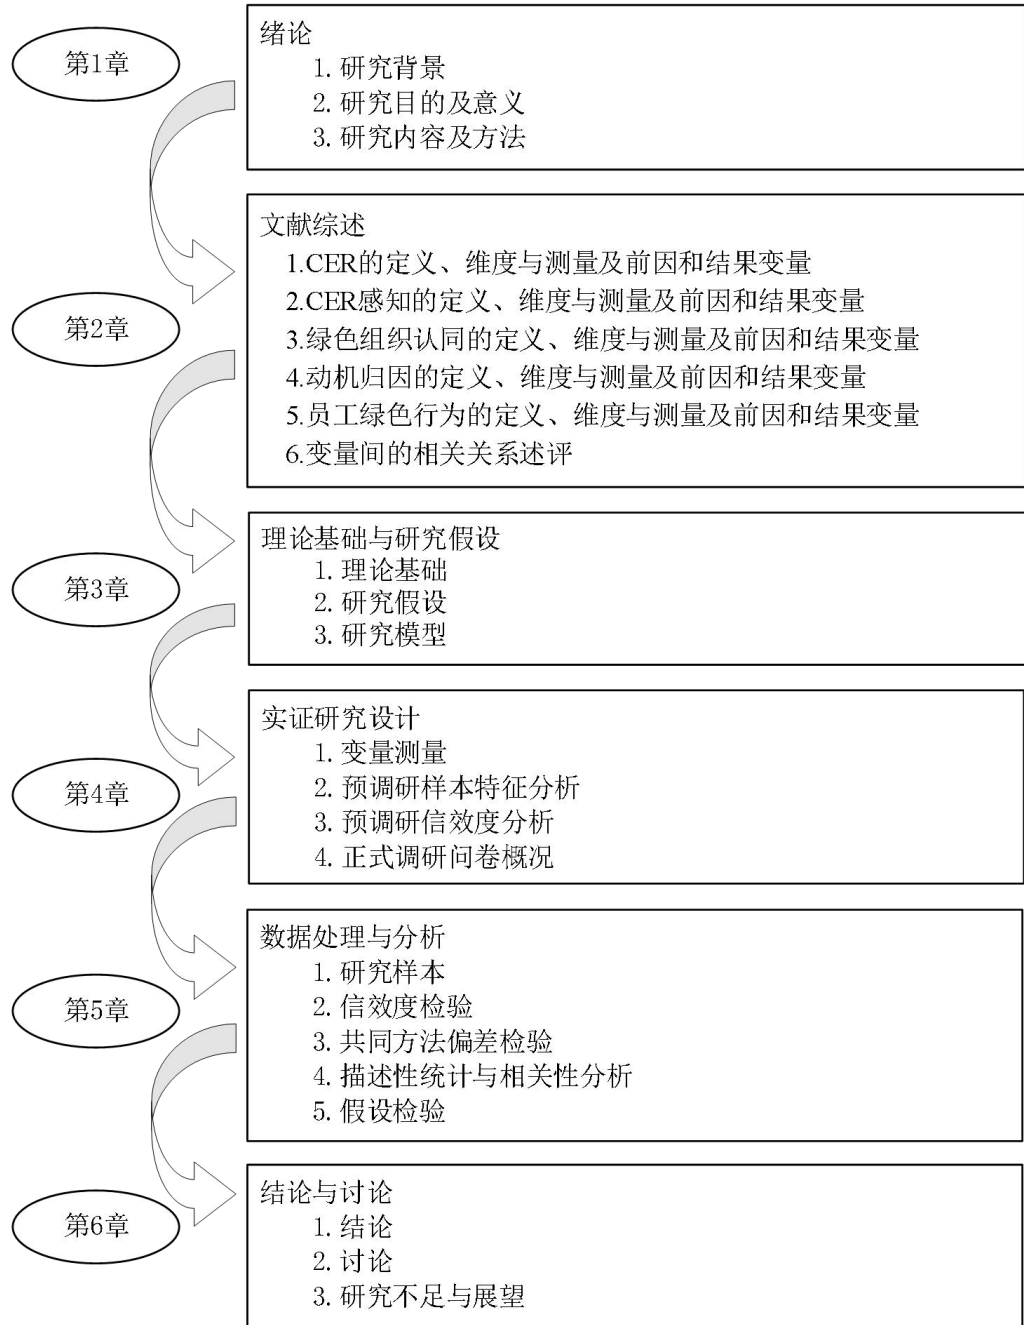 第1章
绪论
1. 研究背景
2. 研究目的及意义
3. 研究内容及方法
第2章
文献综述
1.CER的定义、维度与测量及前因和结果变量
2.CER感知的定义、维度与测量及前因和结果变量
3.绿色组织认同的定义、维度与测量及前因和结果变量
4.动机归因的定义、维度与测量及前因和结果变量
5.员工绿色行为的定义、维度与测量及前因和结果变量
6.变量间的相关关系述评
第3章
理论基础与研究假设
1. 理论基础
2. 研究假设
3. 研究模型
第4章
实证研究设计
1. 变量测量
2. 预调研样本特征分析
3. 预调研信效度分析
4. 正式调研问卷概况
第5章
数据处理与分析
1. 研究样本
2. 信效度检验
3. 共同方法偏差检验
4. 描述性统计与相关性分析
5. 假设检验
第6章
结论与讨论
1. 结论
2. 讨论
3. 研究不足与展望